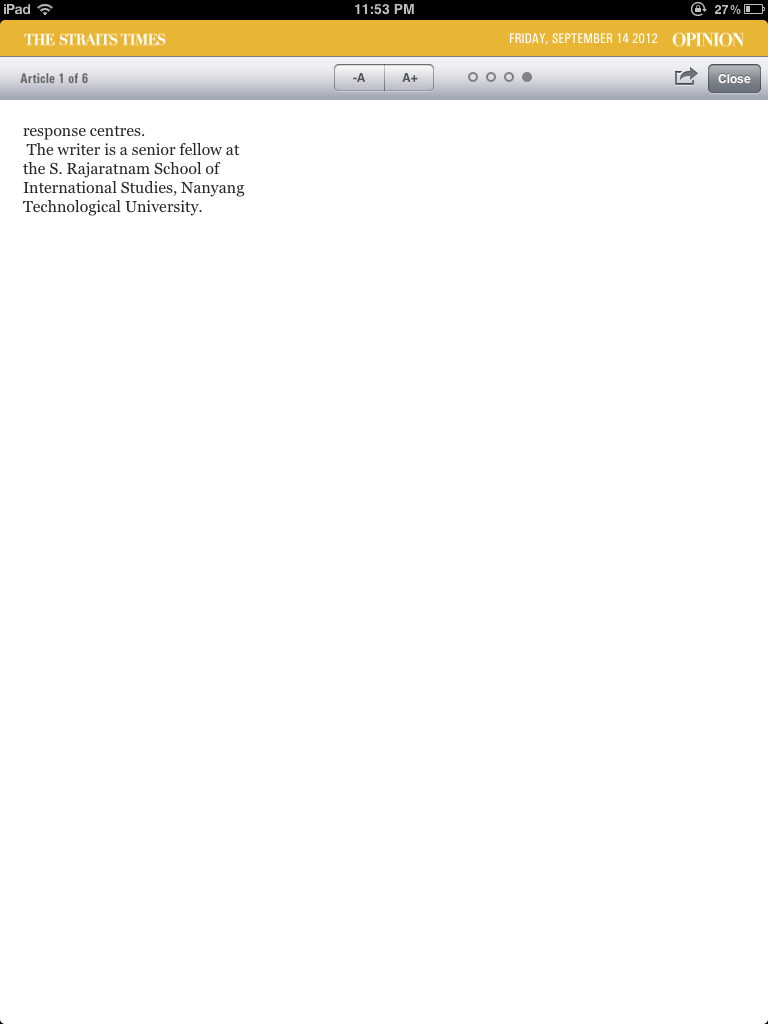 iPad 11:53 PM 27%
THE STRAITS TIMES FRIDAY, SEPTEMBER 14 2012 OPINION
Article 1 of 6 -A A+ Close
response centres.
The writer is a senior fellow at
the S. Rajaratnam School of
International Studies, Nanyang
Technological University.